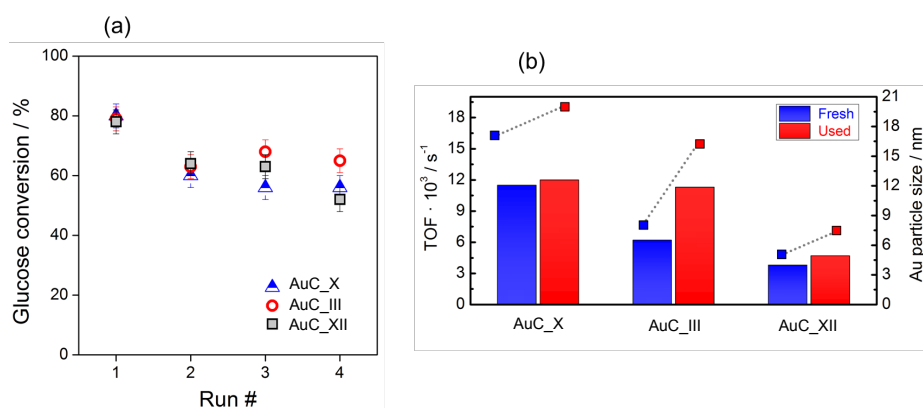 (a)
100
80
60
40
20
0
Glucose conversion / %
AuC_X
AuC_III
AuC_XII
1 2 3 4
Run #
(b)
18
15
12
9
6
3
0
TOF · 10³ / s⁻¹
Fresh
Used
21
18
15
12
9
6
3
0
Au particle size / nm
AuC_X AuC_III AuC_XII